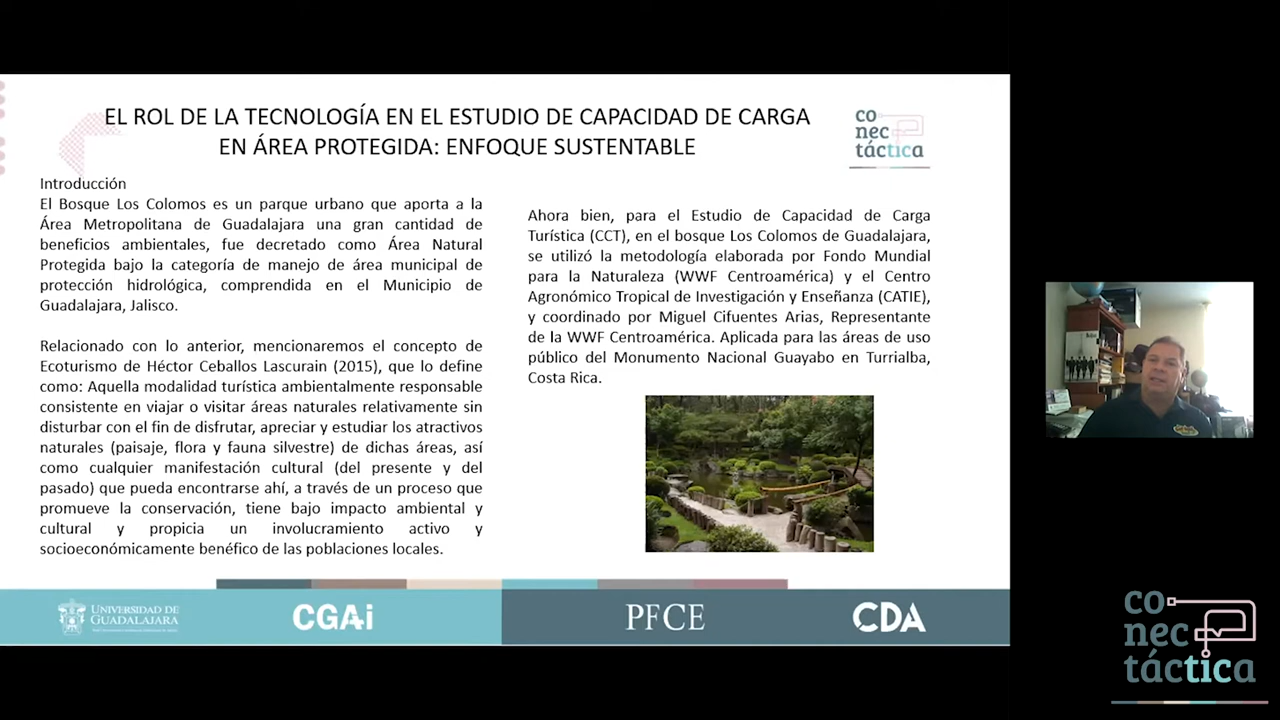 EL ROL DE LA TECNOLOGÍA EN EL ESTUDIO DE CAPACIDAD DE CARGA
EN ÁREA PROTEGIDA: ENFOQUE SUSTENTABLE
co
nec
táctica
Introducción
El Bosque Los Colomos es un parque urbano que aporta a la
Área Metropolitana de Guadalajara una gran cantidad de
beneficios ambientales, fue decretado como Área Natural
Protegida bajo la categoría de manejo de área municipal de
protección hidrológica, comprendida en el Municipio de
Guadalajara, Jalisco.
Relacionado con lo anterior, mencionaremos el concepto de
Ecoturismo de Héctor Ceballos Lascurain (2015), que lo define
como: Aquella modalidad turística ambientalmente responsable
consistente en viajar o visitar áreas naturales relativamente sin
disturbar con el fin de disfrutar, apreciar y estudiar los atractivos
naturales (paisaje, flora y fauna silvestre) de dichas áreas, así
como cualquier manifestación cultural (del presente y del
pasado) que pueda encontrarse ahí, a través de un proceso que
promueve la conservación, tiene bajo impacto ambiental y
cultural y propicia un involucramiento activo y
socioeconómicamente benéfico de las poblaciones locales.
Ahora bien, para el Estudio de Capacidad de Carga
Turística (CCT), en el bosque Los Colomos de Guadalajara,
se utilizó la metodología elaborada por Fondo Mundial
para la Naturaleza (WWF Centroamérica) y el Centro
Agronómico Tropical de Investigación y Enseñanza (CATIE),
y coordinado por Miguel Cifuentes Arias, Representante
de la WWF Centroamérica. Aplicada para las áreas de uso
público del Monumento Nacional Guayabo en Turrialba,
Costa Rica.
UNIVERSIDAD DE
GUADALAJARA
CGAi
PFCE
CDA
co
nec
táctica